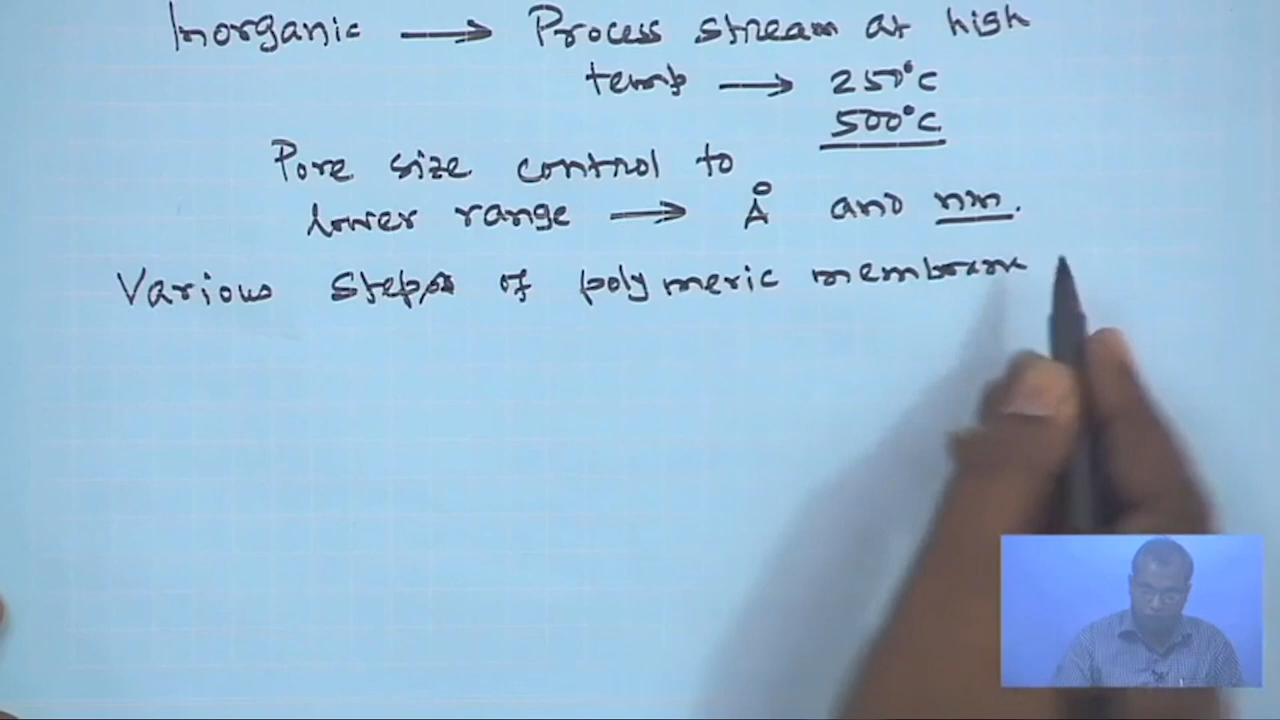 Inorganic → Process stream at high
temp → 250°C
500°C
Pore size control to
lower range → Å and nm.
Various steps of polymeric membrane